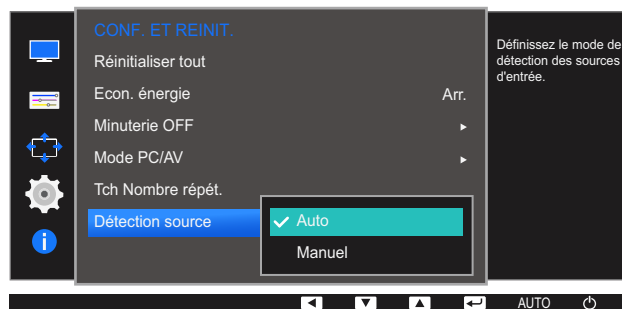 CONF. ET REINIT.
Réinitialiser tout
Econ. énergie Arr.
Minuterie OFF
Mode PC/AV
Tch Nombre répét.
Détection source
Auto
Manuel
Définissez le mode de
détection des sources
d'entrée.
AUTO